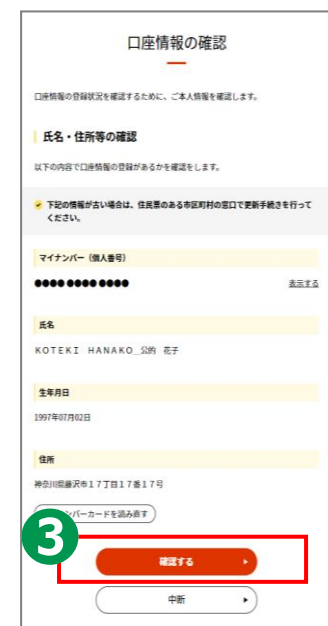 口座情報の確認
口座情報の登録状況を確認するために、ご本人情報を確認します。
氏名・住所等の確認
以下の内容で口座情報の登録があるかを確認をします。
下記の情報が古い場合は、住民票のある市区町村の窓口で更新手続きを行って
ください。
マイナンバー（個人番号）
●●●● ●●●● ●●●●
表示する
氏名
ＫＯＴＥＫＩ　ＨＡＮＡＫＯ＿公的　花子
生年月日
1997年07月02日
住所
神奈川県藤沢市１７丁目１７番１７号
ンバーカードを読み直す
3
確認する
中断